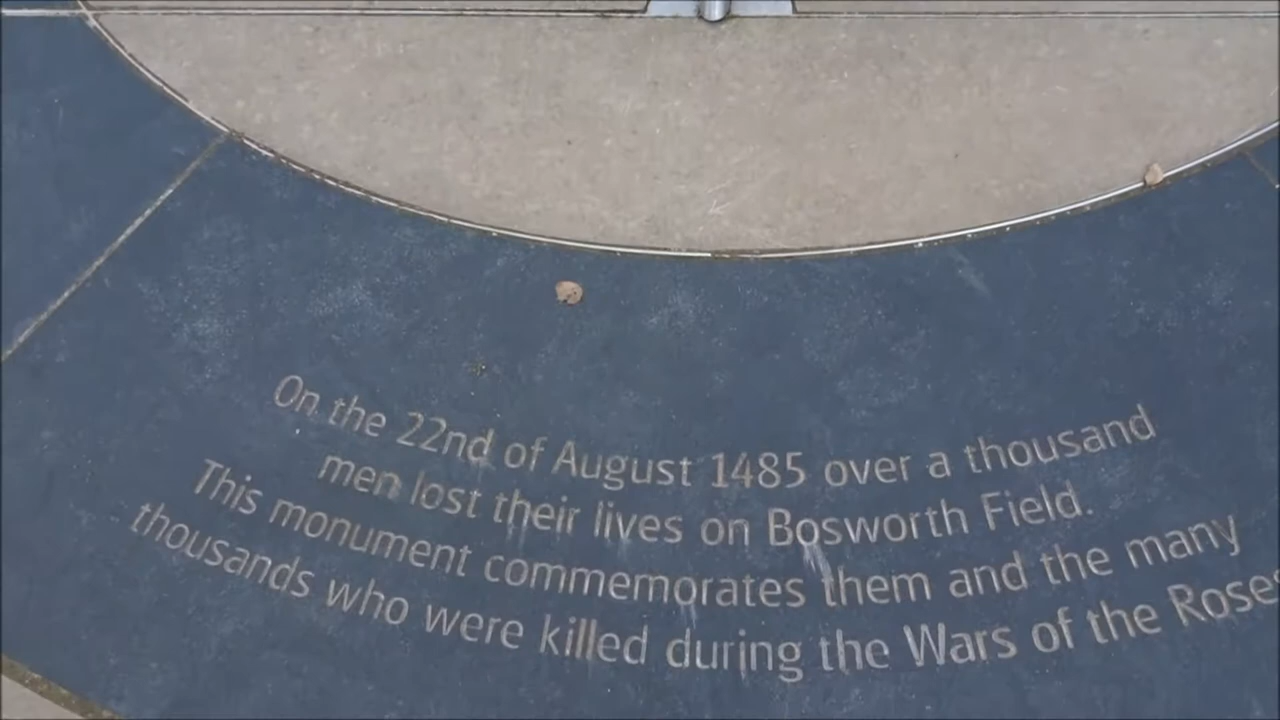 On the 22nd of August 1485 over a thousand
men lost their lives on Bosworth Field.
This monument commemorates them and the many
thousands who were killed during the Wars of the Roses